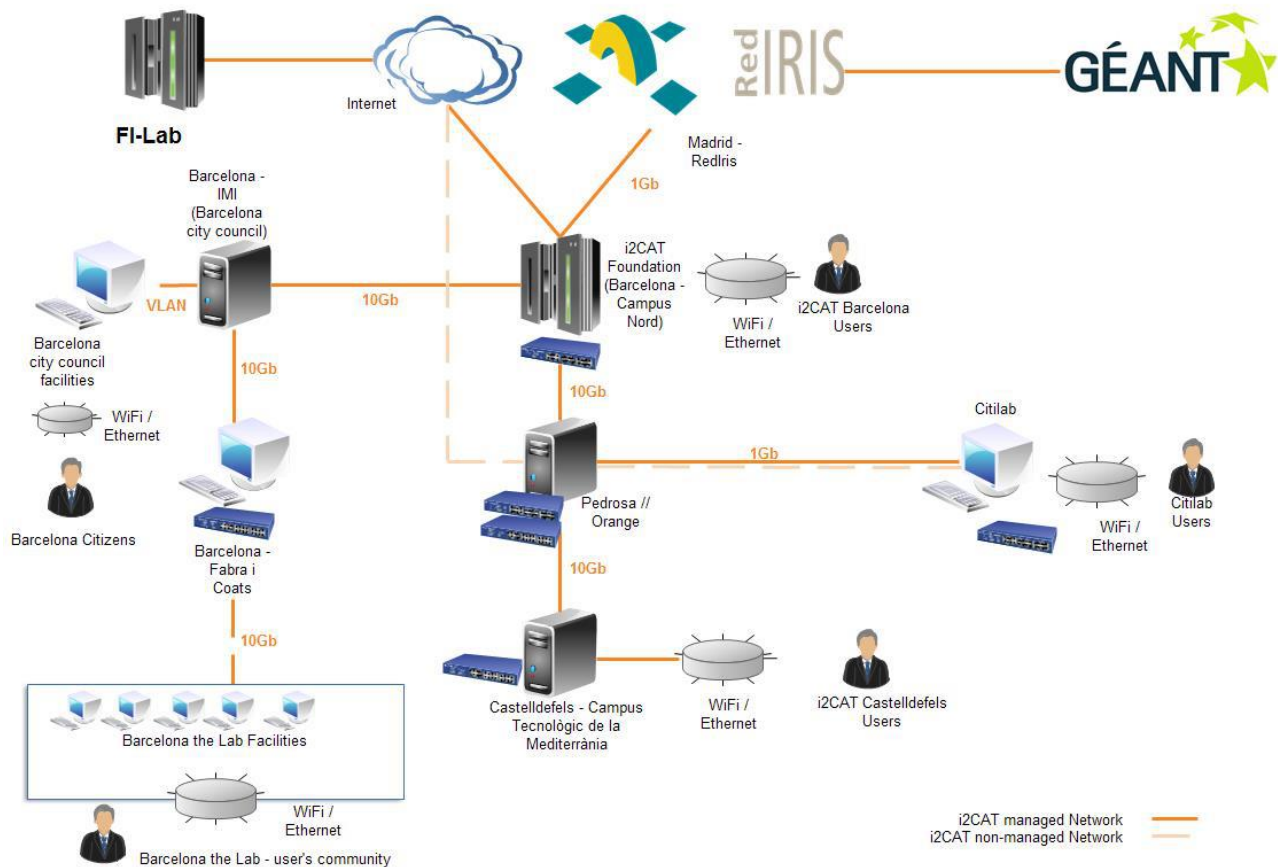 Red
IRIS
GÉANT
Internet
FI-Lab
Madrid -
RedIris
1Gb
Barcelona -
IMI
(Barcelona
city council)
i2CAT
Foundation
(Barcelona -
Campus
Nord)
WiFi /
Ethernet
i2CAT Barcelona
Users
VLAN
10Gb
Barcelona
city council
facilities
10Gb
10Gb
WiFi /
Ethernet
Citilab
1Gb
Barcelona Citizens
Pedrosa //
Orange
WiFi /
Ethernet
Citilab
Users
Barcelona -
Fabra i
Coats
10Gb
10Gb
Castelldefels - Campus
Tecnològic de la
Mediterrània
WiFi /
Ethernet
i2CAT Castelldefels
Users
Barcelona the Lab Facilities
WiFi /
Ethernet
Barcelona the Lab - user's community
i2CAT managed Network
i2CAT non-managed Network